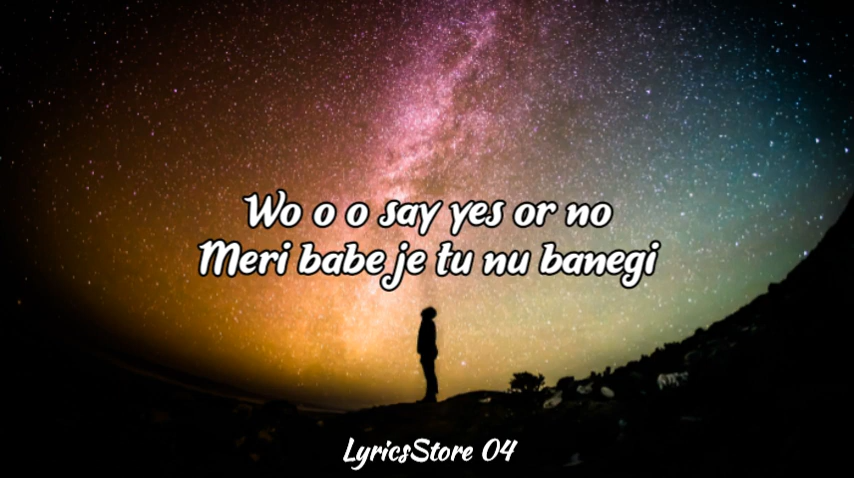 Wo o o say yes or no
Meri babe je tu nu banegi
LyricsStore 04